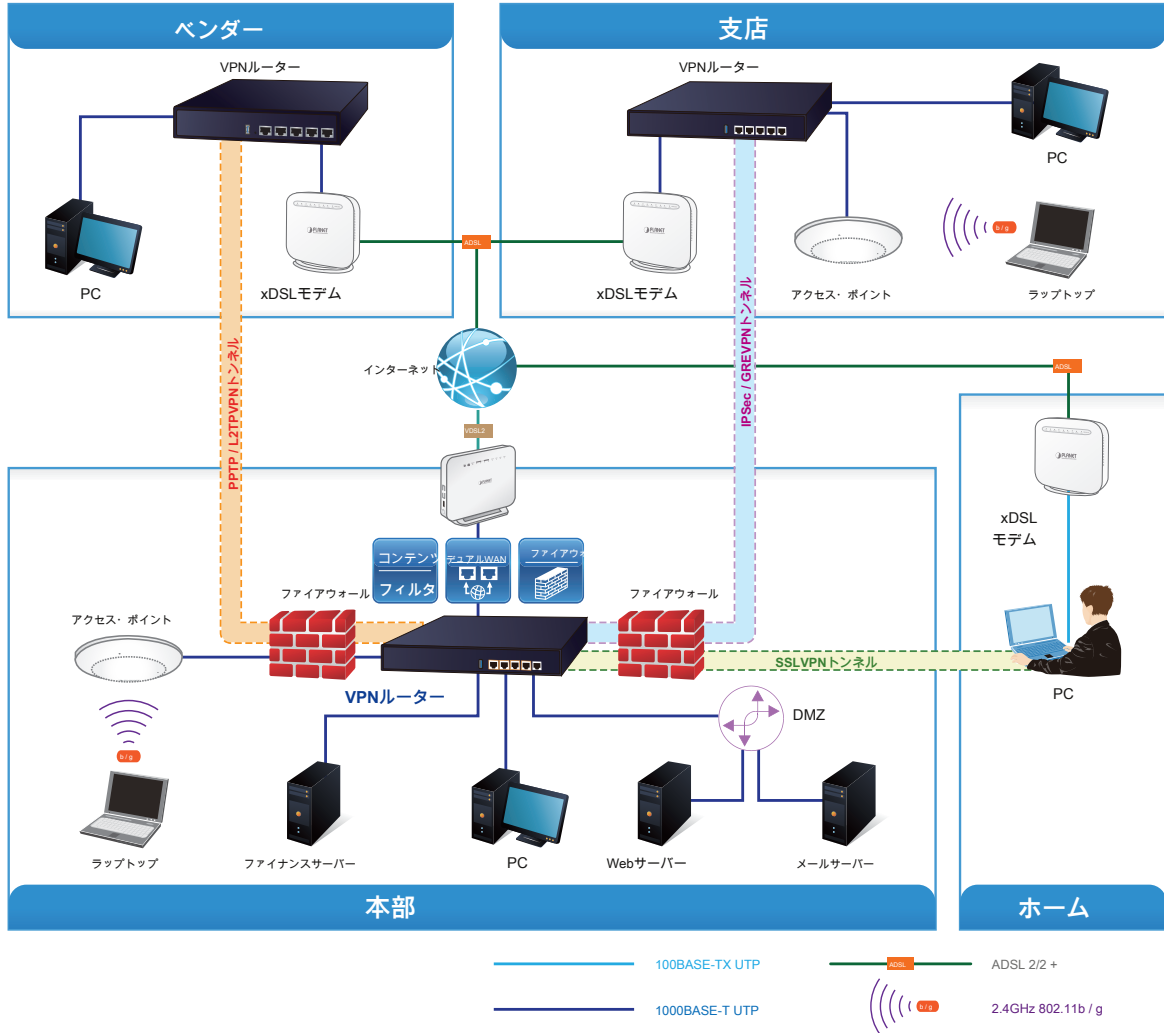 ベンダー
支店
VPNルーター
VPNルーター
PC
PLANET
PLANET
b / g
ADSL
PC
xDSLモデム
xDSLモデム
アクセス・ポイント
ラップトップ
インターネット
ADSL
PPTP / L2TPVPNトンネル
IPSec / GREVPNトンネル
VDSL2
PLANET
xDSL
モデム
コンテンツ
フィルタ
デュアルWAN
ファイアウォ
ファイアウォール
ファイアウォール
アクセス・ポイント
SSLVPNトンネル
PC
VPNルーター
DMZ
b / g
ラップトップ
ファイナンスサーバー
PC
Webサーバー
メールサーバー
本部
ホーム
100BASE-TX UTP
ADSL
ADSL 2/2 +
1000BASE-T UTP
b / g
2.4GHz 802.11b / g